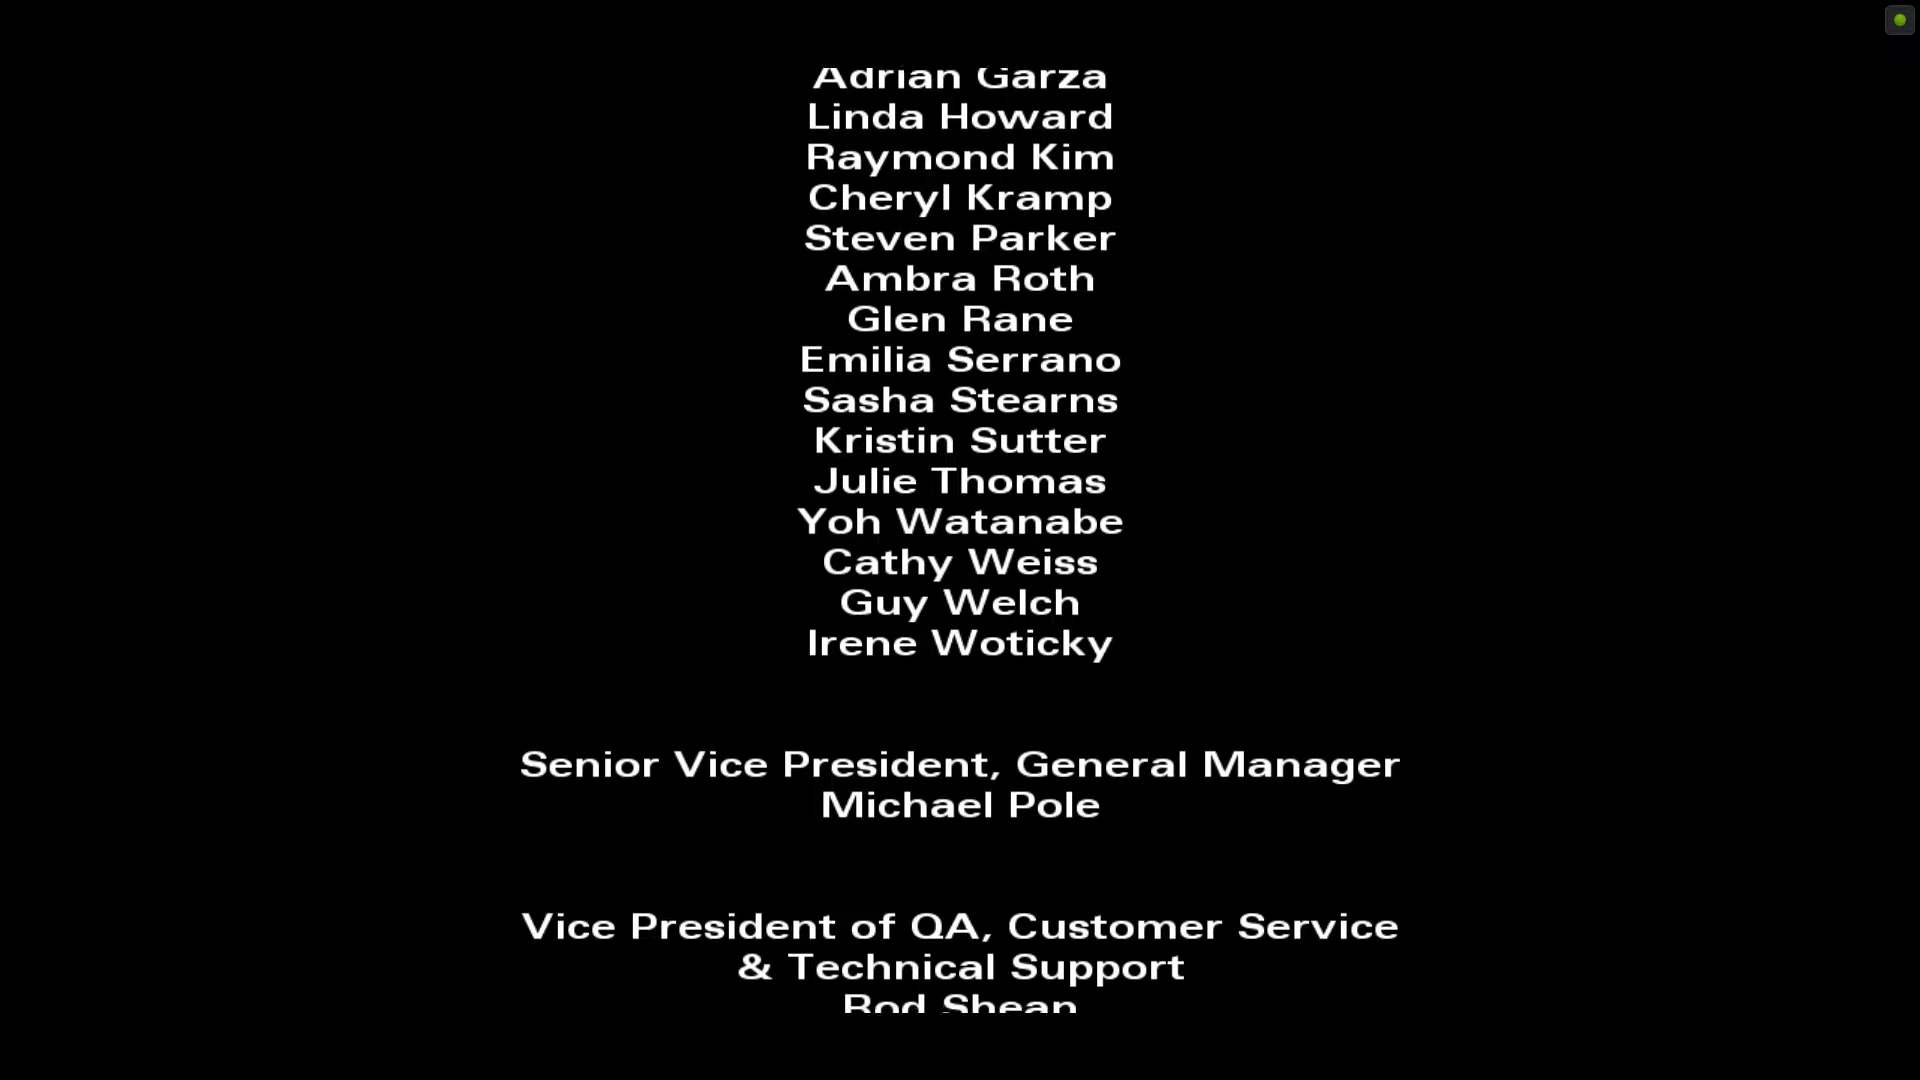 Adrian Garza
Linda Howard
Raymond Kim
Cheryl Kramp
Steven Parker
Ambra Roth
Glen Rane
Emilia Serrano
Sasha Stearns
Kristin Sutter
Julie Thomas
Yoh Watanabe
Cathy Weiss
Guy Welch
Irene Woticky
Senior Vice President, General Manager
Michael Pole
Vice President of QA, Customer Service
& Technical Support
Rod Shean